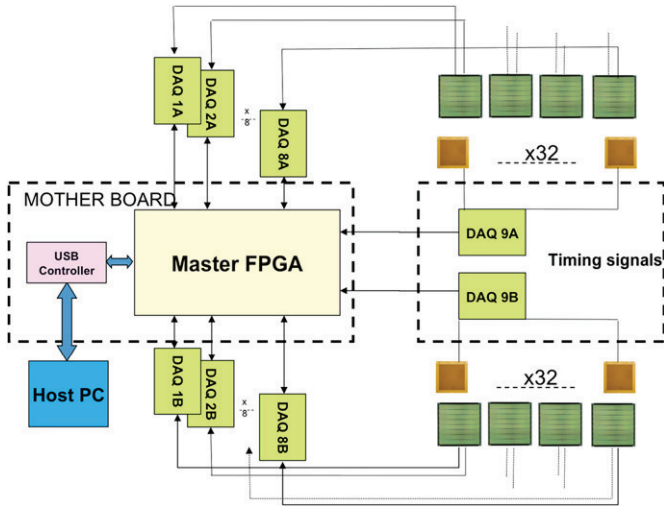 DAQ 1A
DAQ 2A
x
8
DAQ 8A
x32
MOTHER BOARD
USB
Controller
Master FPGA
DAQ 9A
Timing signals
DAQ 9B
Host PC
DAQ 1B
DAQ 2B
x
8
DAQ 8B
x32